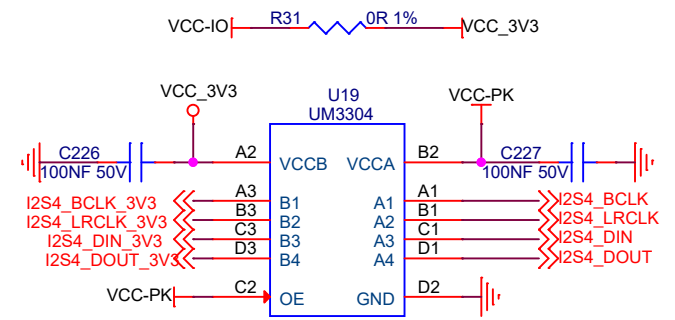 VCC-IO R31 0R 1% VCC_3V3
VCC_3V3 U19 VCC-PK
UM3304
C226 A2 VCCB VCCA B2 C227
100NF 50V 100NF 50V
I2S4_BCLK_3V3 A3 B1 A1 A1 I2S4_BCLK
I2S4_LRCLK_3V3 B3 B2 A2 B1 I2S4_LRCLK
I2S4_DIN_3V3 C3 B3 A3 C1 I2S4_DIN
I2S4_DOUT_3V3 D3 B4 A4 D1 I2S4_DOUT
VCC-PK C2 OE GND D2